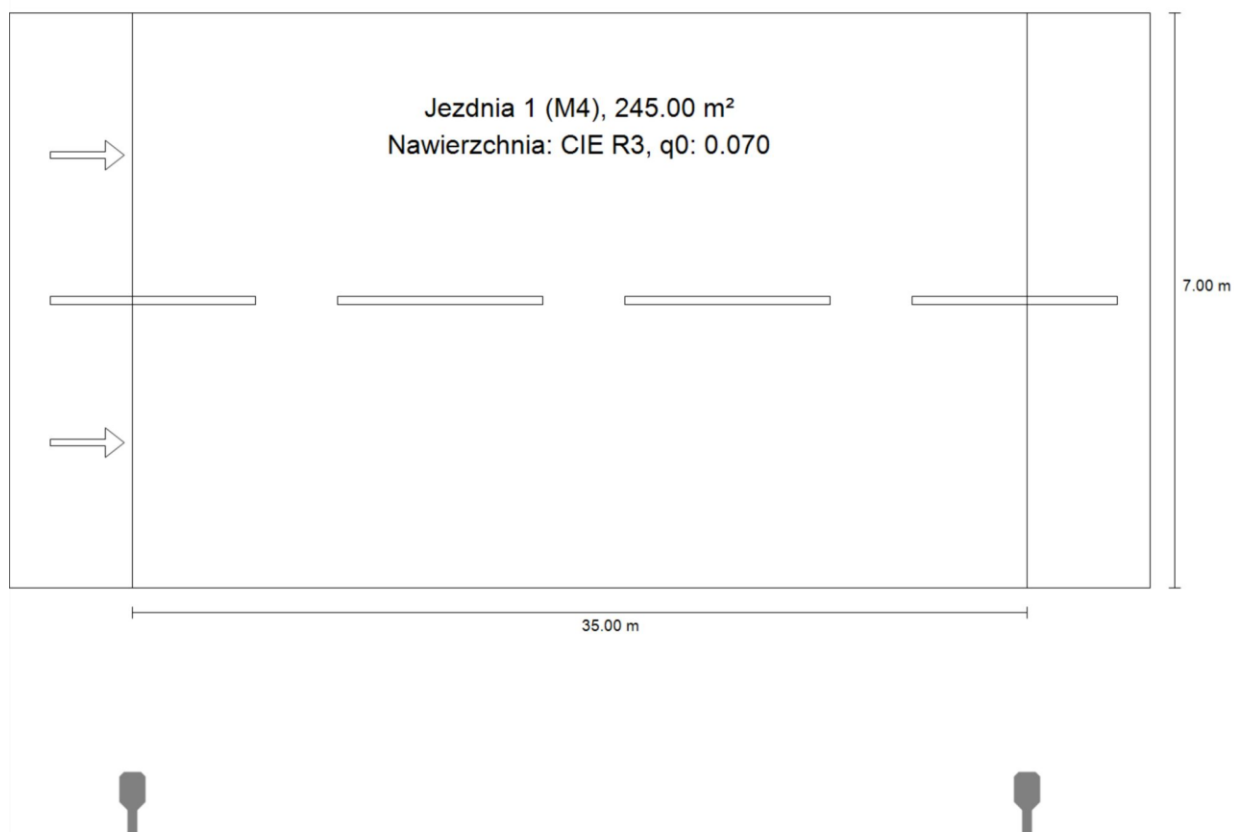 Jezdnia 1 (M4), 245.00 m²
Nawierzchnia: CIE R3, q0: 0.070
7.00 m
35.00 m